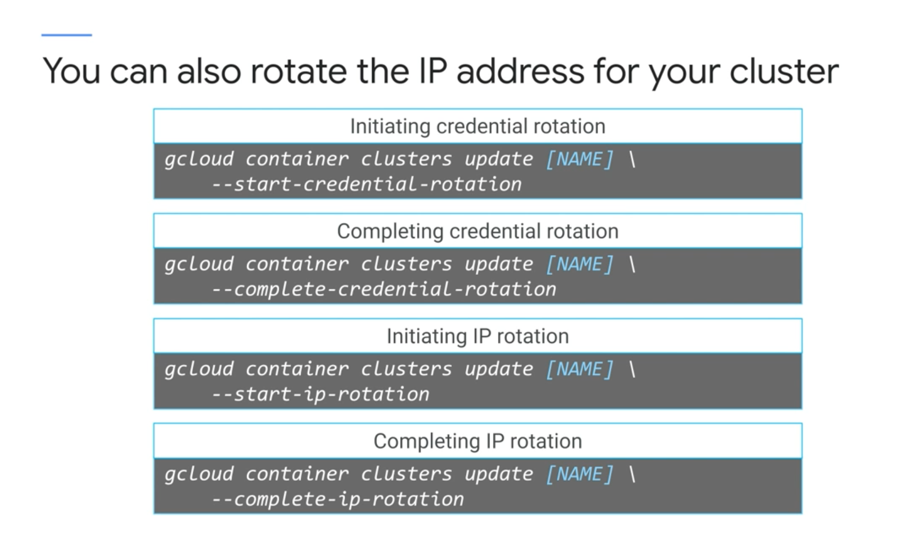 You can also rotate the IP address for your cluster
Initiating credential rotation
gcloud container clusters update [NAME] \
--start-credential-rotation
Completing credential rotation
gcloud container clusters update [NAME] \
--complete-credential-rotation
Initiating IP rotation
gcloud container clusters update [NAME] \
--start-ip-rotation
Completing IP rotation
gcloud container clusters update [NAME] \
--complete-ip-rotation